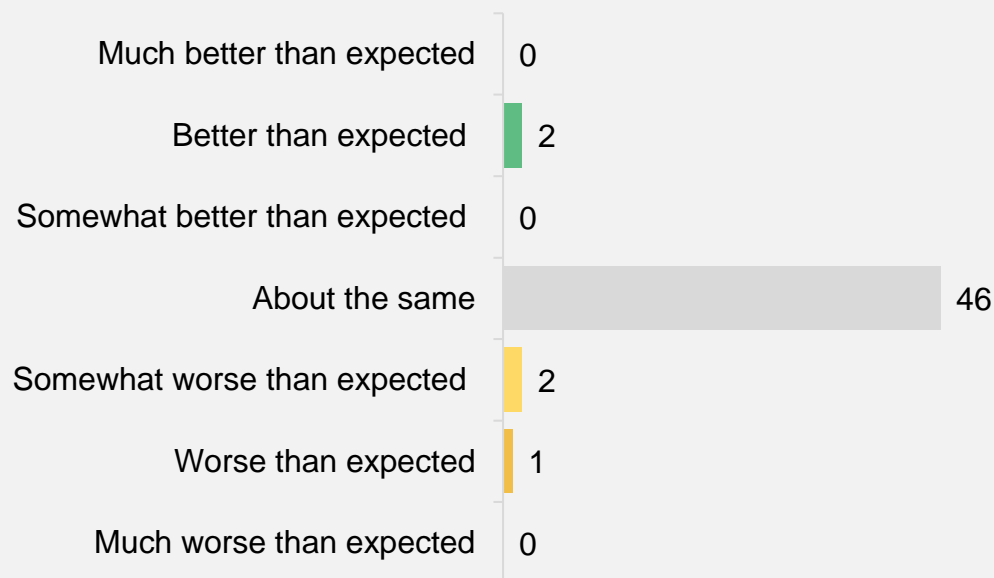 Much better than expected 0
Better than expected 2
Somewhat better than expected 0
About the same 46
Somewhat worse than expected 2
Worse than expected 1
Much worse than expected 0